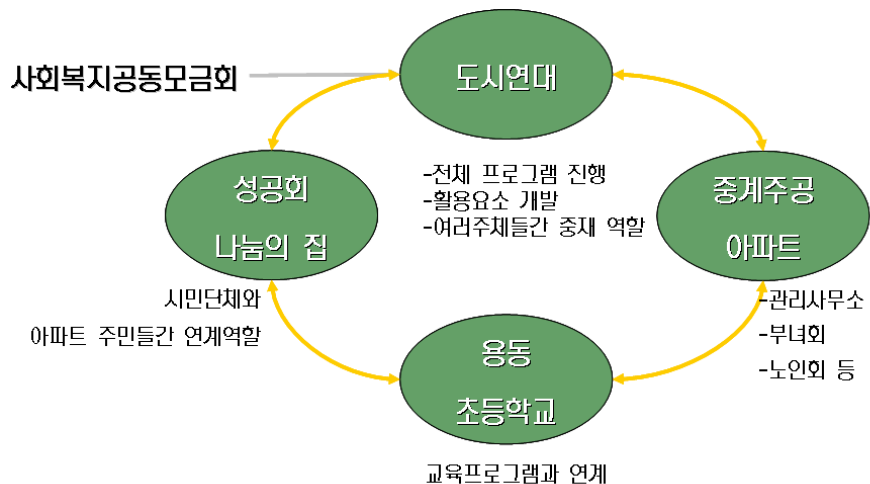 사회복지공동모금회
도시연대
-전체 프로그램 진행
-활용요소 개발
-여러주체들간 중재 역할
성공회
나눔의 집
시민단체와
아파트 주민들간 연계역할
중계주공
아파트
-관리사무소
-부녀회
-노인회 등
용동
초등학교
교육프로그램과 연계